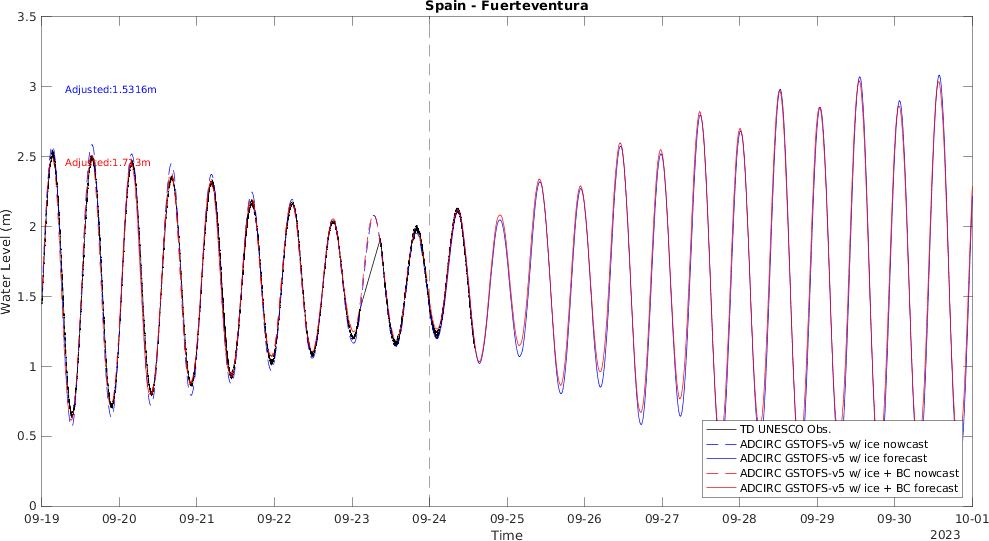 Spain - Fuerteventura
3.5
3
2.5
2
1.5
1
0.5
0
Water Level (m)
Adjusted:1.5316m
Adjusted:1.713m
TD UNESCO Obs.
ADCIRC GSTOFS-v5 w/ ice nowcast
ADCIRC GSTOFS-v5 w/ ice forecast
ADCIRC GSTOFS-v5 w/ ice + BC nowcast
ADCIRC GSTOFS-v5 w/ ice + BC forecast
09-19 09-20 09-21 09-22 09-23 09-24 09-25 09-26 09-27 09-28 09-29 09-30 10-01
Time
2023